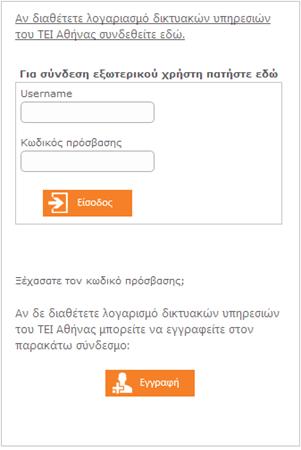 Αν διαθέτετε λογαριασμό δικτυακών υπηρεσιών
του ΤΕΙ Αθήνας συνδεθείτε εδώ.
Για σύνδεση εξωτερικού χρήστη πατήστε εδώ
Username
Κωδικός πρόσβασης
Είσοδος
Ξέχασατε τον κωδικό πρόσβασης;
Αν δε διαθέτετε λογαρισμό δικτυακών υπηρεσιών
του ΤΕΙ Αθήνας μπορείτε να εγγραφείτε στον
παρακάτω σύνδεσμο:
Εγγραφή